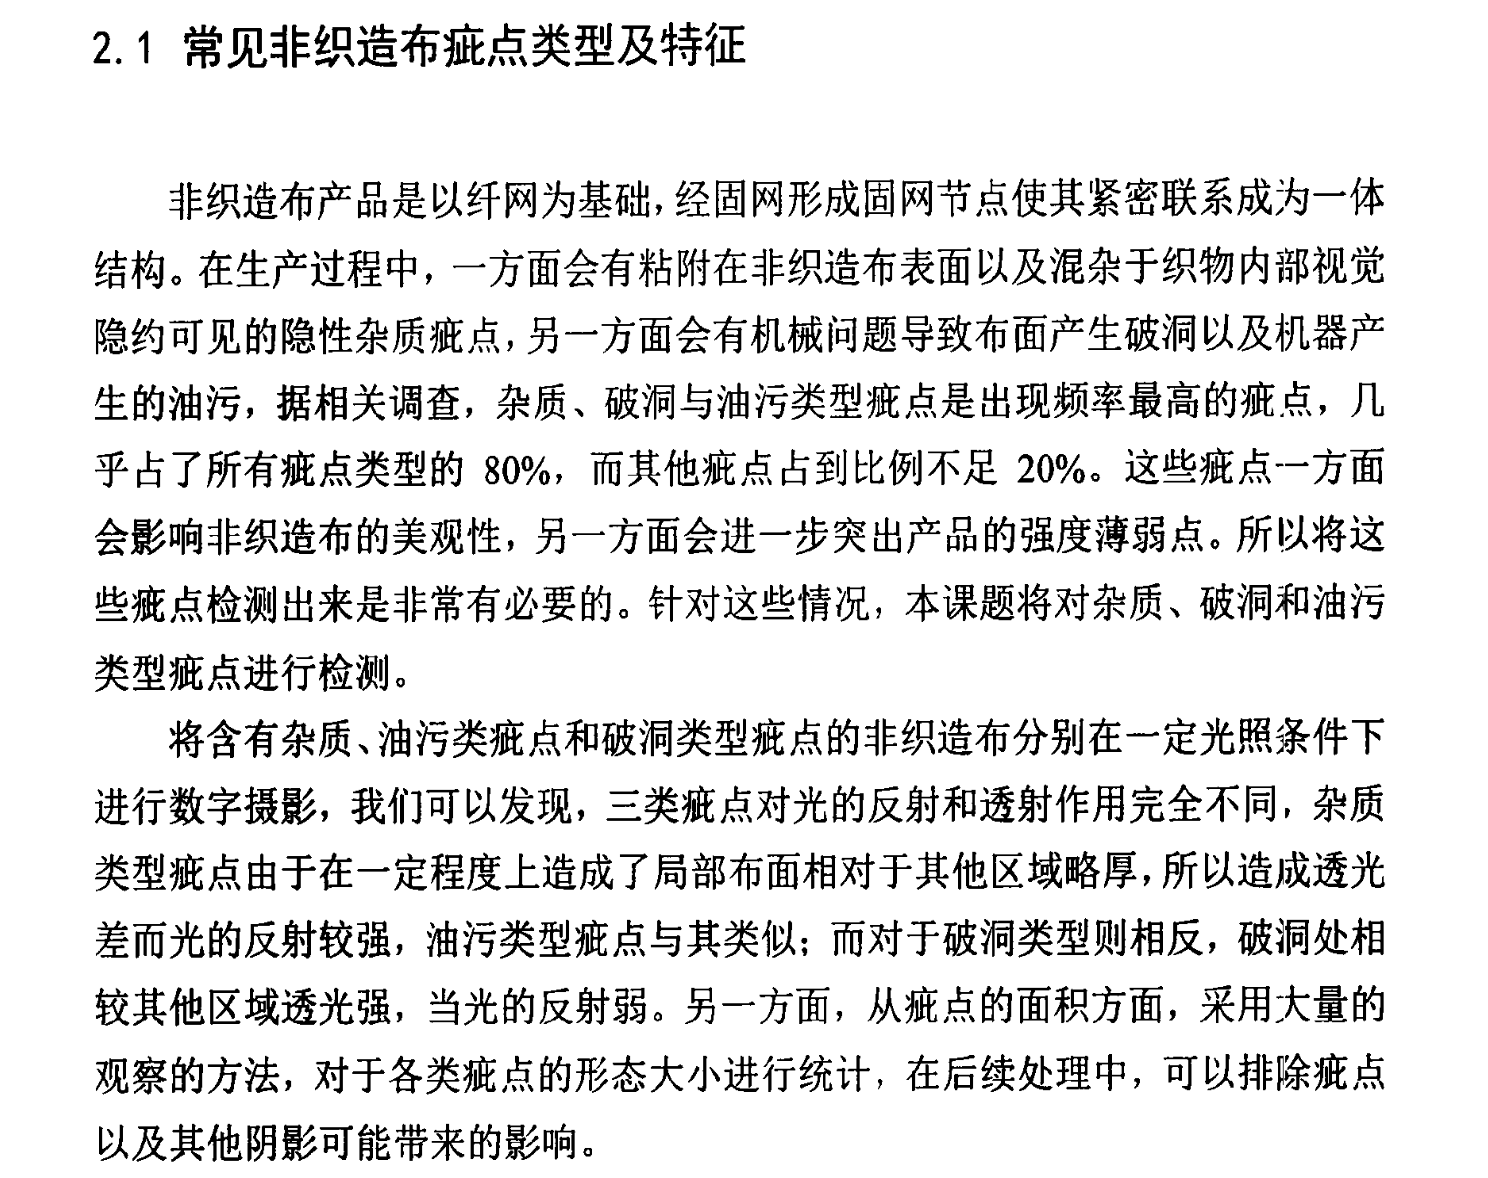 2.1 常见非织造布疵点类型及特征
非织造布产品是以纤网为基础，经固网形成固网节点使其紧密联系成为一体
结构。在生产过程中，一方面会有粘附在非织造布表面以及混杂于织物内部视觉
隐约可见的隐性杂质疵点，另一方面会有机械问题导致布面产生破洞以及机器产
生的油污，据相关调查，杂质、破洞与油污类型疵点是出现频率最高的疵点，几
乎占了所有疵点类型的 80%，而其他疵点占到比例不足 20%。这些疵点一方面
会影响非织造布的美观性，另一方面会进一步突出产品的强度薄弱点。所以将这
些疵点检测出来是非常有必要的。针对这些情况，本课题将对杂质、破洞和油污
类型疵点进行检测。
将含有杂质、油污类疵点和破洞类型疵点的非织造布分别在一定光照条件下
进行数字摄影，我们可以发现，三类疵点对光的反射和透射作用完全不同，杂质
类型疵点由于在一定程度上造成了局部布面相对于其他区域略厚，所以造成透光
差而光的反射较强，油污类型疵点与其类似；而对于破洞类型则相反，破洞处相
较其他区域透光强，当光的反射弱。另一方面，从疵点的面积方面，采用大量的
观察的方法，对于各类疵点的形态大小进行统计，在后续处理中，可以排除疵点
以及其他阴影可能带来的影响。